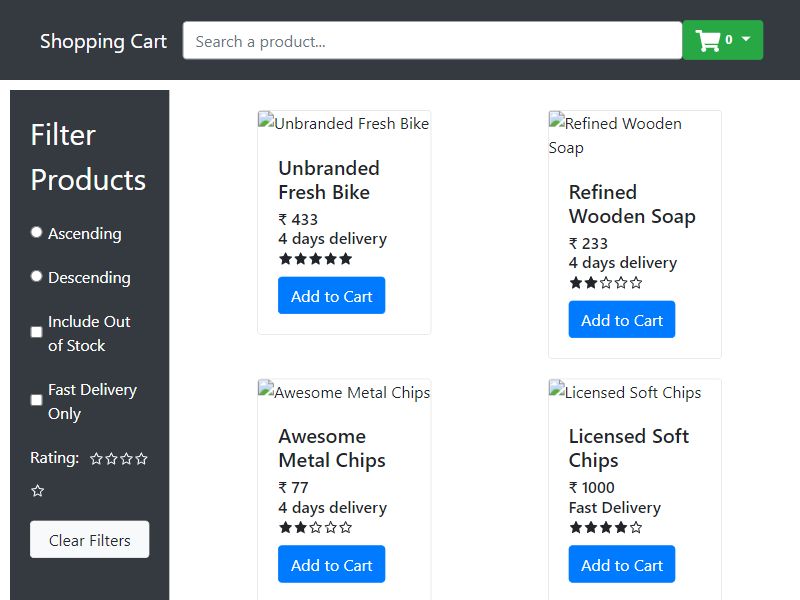 Shopping Cart
Search a product...
0
Filter
Products
Ascending
Descending
Include Out
of Stock
Fast Delivery
Only
Rating:
Clear Filters
Unbranded Fresh Bike
Unbranded
Fresh Bike
₹ 433
4 days delivery
Add to Cart
Refined Wooden
Soap
Refined
Wooden Soap
₹ 233
4 days delivery
Add to Cart
Awesome Metal Chips
Awesome
Metal Chips
₹ 77
4 days delivery
Add to Cart
Licensed Soft Chips
Licensed Soft
Chips
₹ 1000
Fast Delivery
Add to Cart